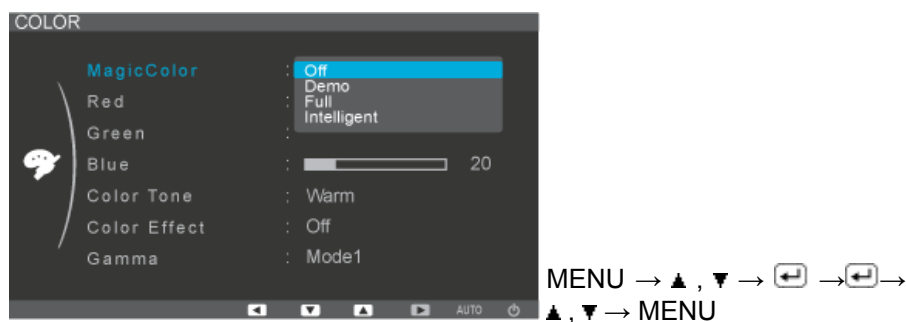 COLOR
MagicColor :
Off
Demo
Full
Intelligent
Red :
Green :
Blue : 20
Color Tone : Warm
Color Effect : Off
Gamma : Mode1
AUTO
MENU → ▲ , ▼ → ↵ → ↵ →
▲ , ▼ → MENU